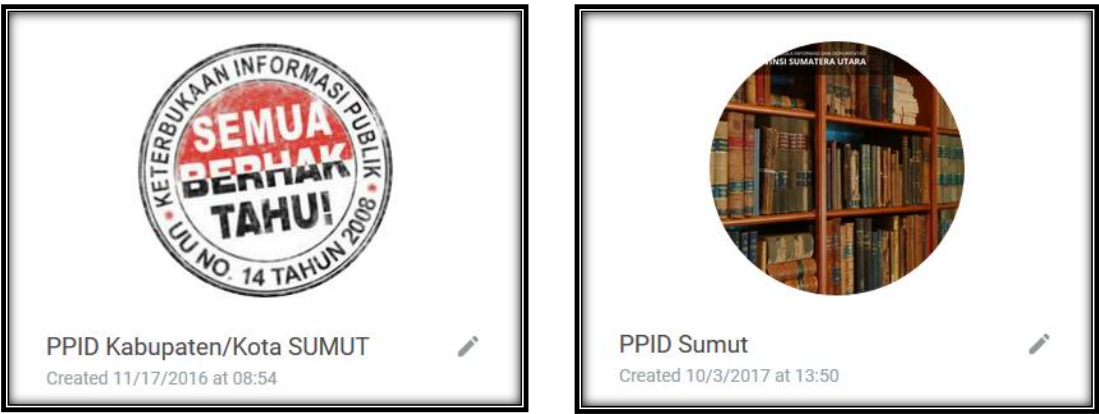 KETERBUKAAN INFORMASI PUBLIK
SEMUA
BERHAK
TAHU!
UU NO. 14 TAHUN 2008
PPID Kabupaten/Kota SUMUT
Created 11/17/2016 at 08:54
INSI SUMATERA UTARA
PPID Sumut
Created 10/3/2017 at 13:50